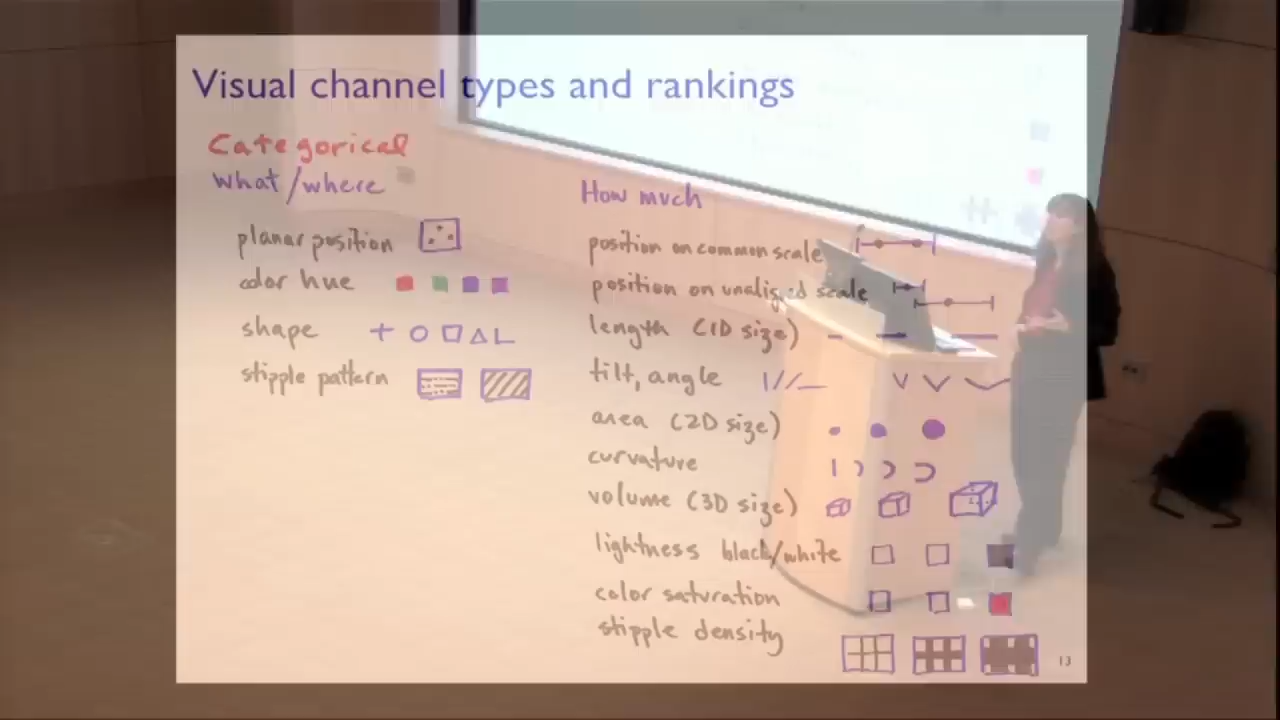 Visual channel types and rankings
Categorical
what/where
planar position
color hue
shape
stipple pattern
How much
position on common scale
position on unaligned scale
length (1D size)
tilt, angle
area (2D size)
curvature
volume (3D size)
lightness black/white
color saturation
stipple density
13